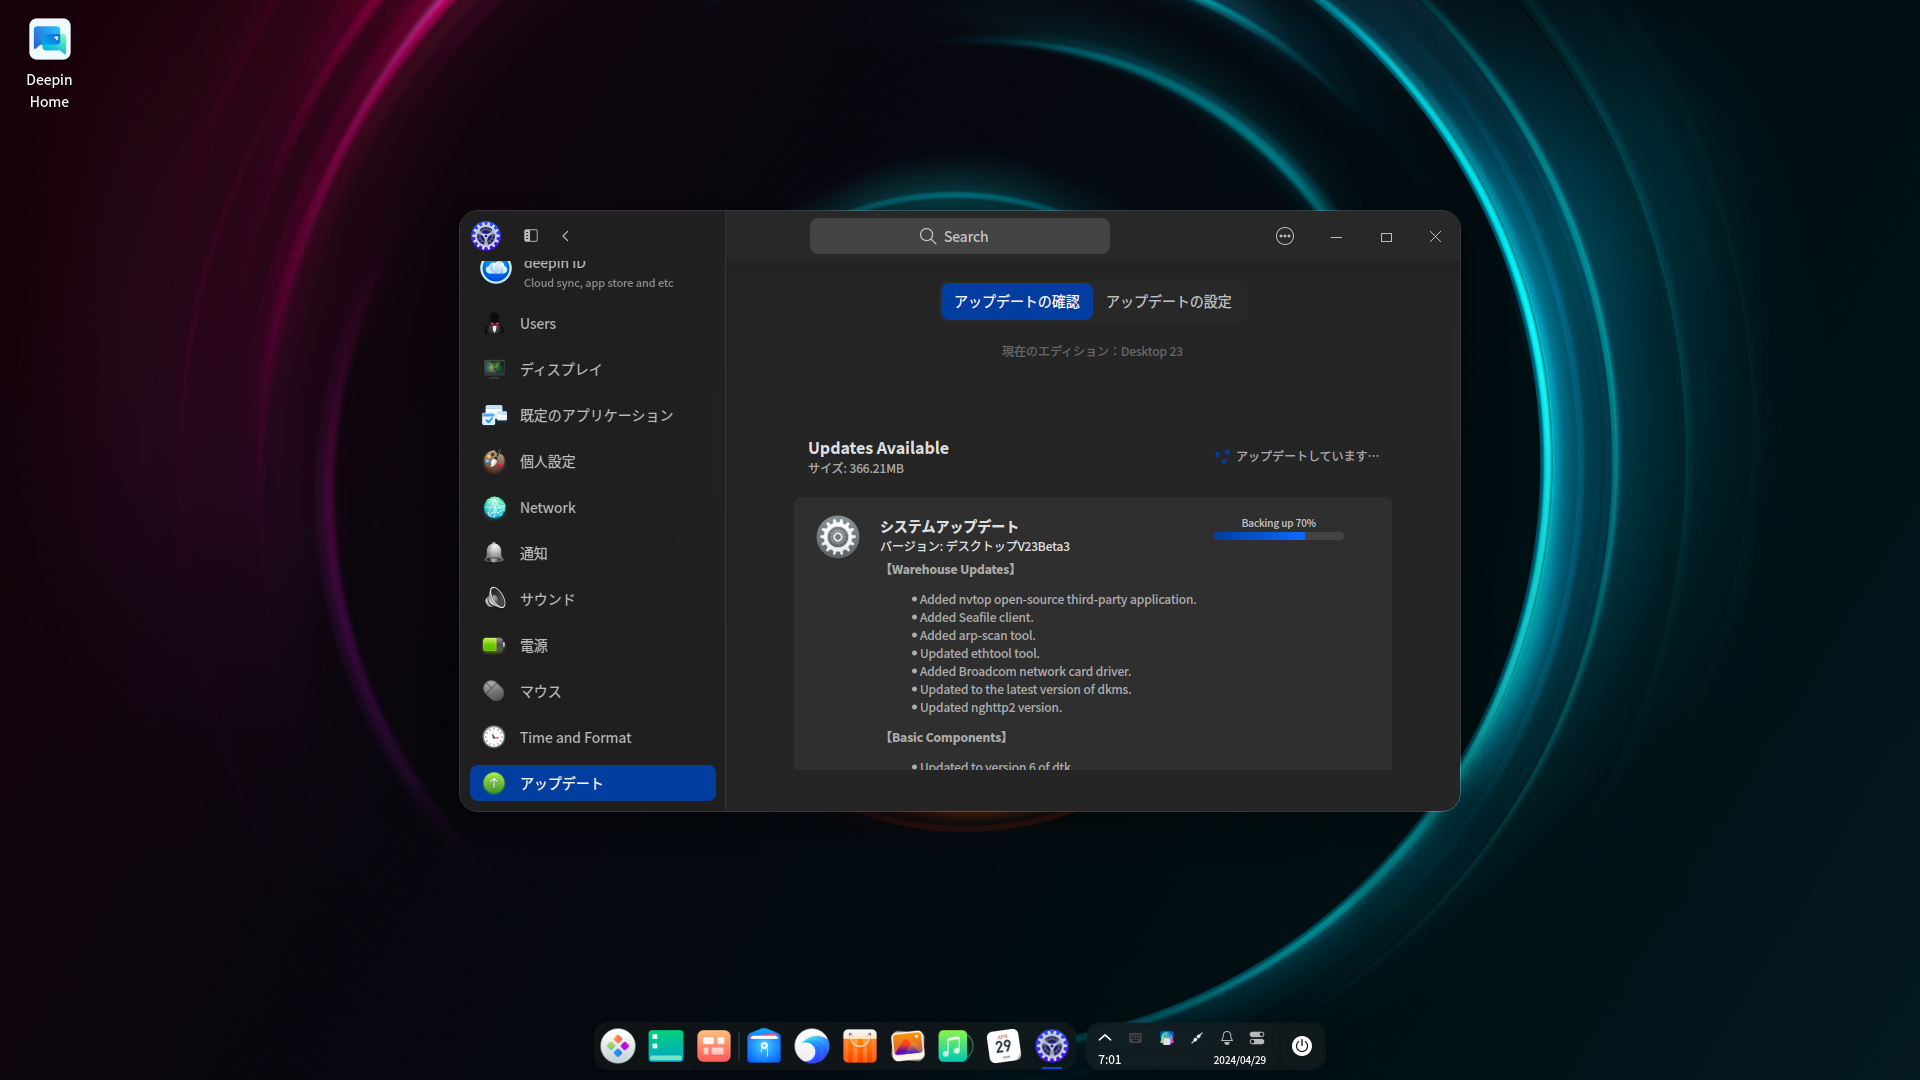 Deepin
Home
Search
deepin ID
Cloud sync, app store and etc
Users
ディスプレイ
既定のアプリケーション
個人設定
Network
通知
サウンド
電源
マウス
Time and Format
アップデート
アップデートの確認
アップデートの設定
現在のエディション：Desktop 23
Updates Available
サイズ: 366.21MB
アップデートしています…
システムアップデート
バージョン: デスクトップV23Beta3
Backing up 70%
【Warehouse Updates】
• Added nvtop open-source third-party application.
• Added Seafile client.
• Added arp-scan tool.
• Updated ethtool tool.
• Added Broadcom network card driver.
• Updated to the latest version of dkms.
• Updated nghttp2 version.
【Basic Components】
• Updated to version 6 of dtk
29
7:01
2024/04/29